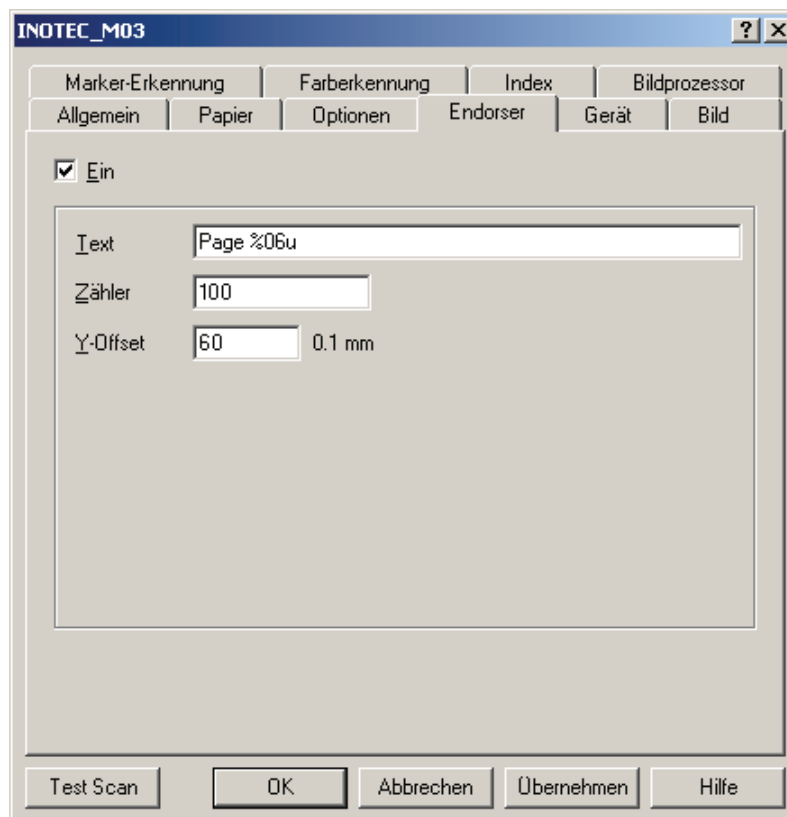 INOTEC_M03
Marker-Erkennung Farberkennung Index Bildprozessor
Allgemein Papier Optionen Endorser Gerät Bild
Ein
Text Page %06u
Zähler 100
Y-Offset 60 0.1 mm
Test Scan OK Abbrechen Übernehmen Hilfe